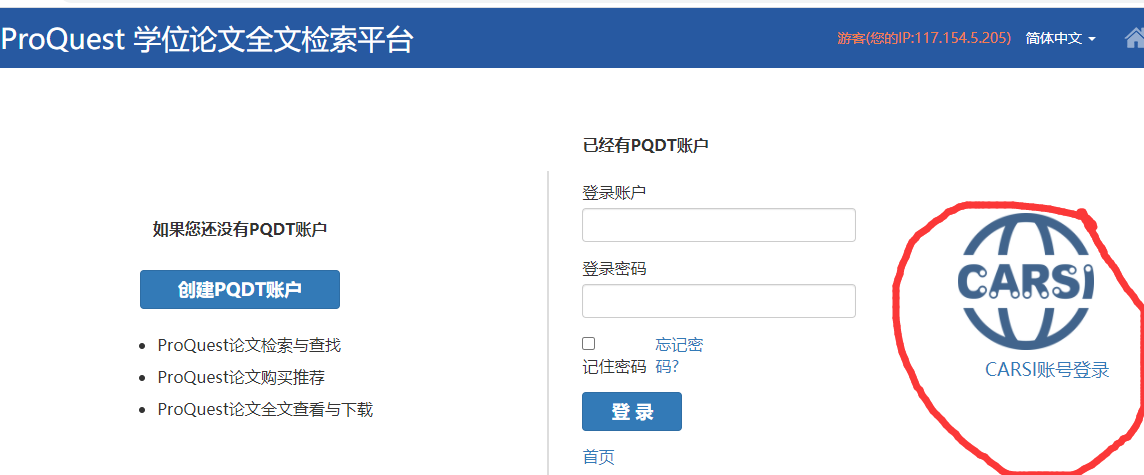 ProQuest 学位论文全文检索平台
游客(您的IP:117.154.5.205) 简体中文
如果您还没有PQDT账户
创建PQDT账户
ProQuest论文检索与查找
ProQuest论文购买推荐
ProQuest论文全文查看与下载
已经有PQDT账户
登录账户
登录密码
记住密码
忘记密
码?
登 录
首页
CARSI
CARSI账号登录